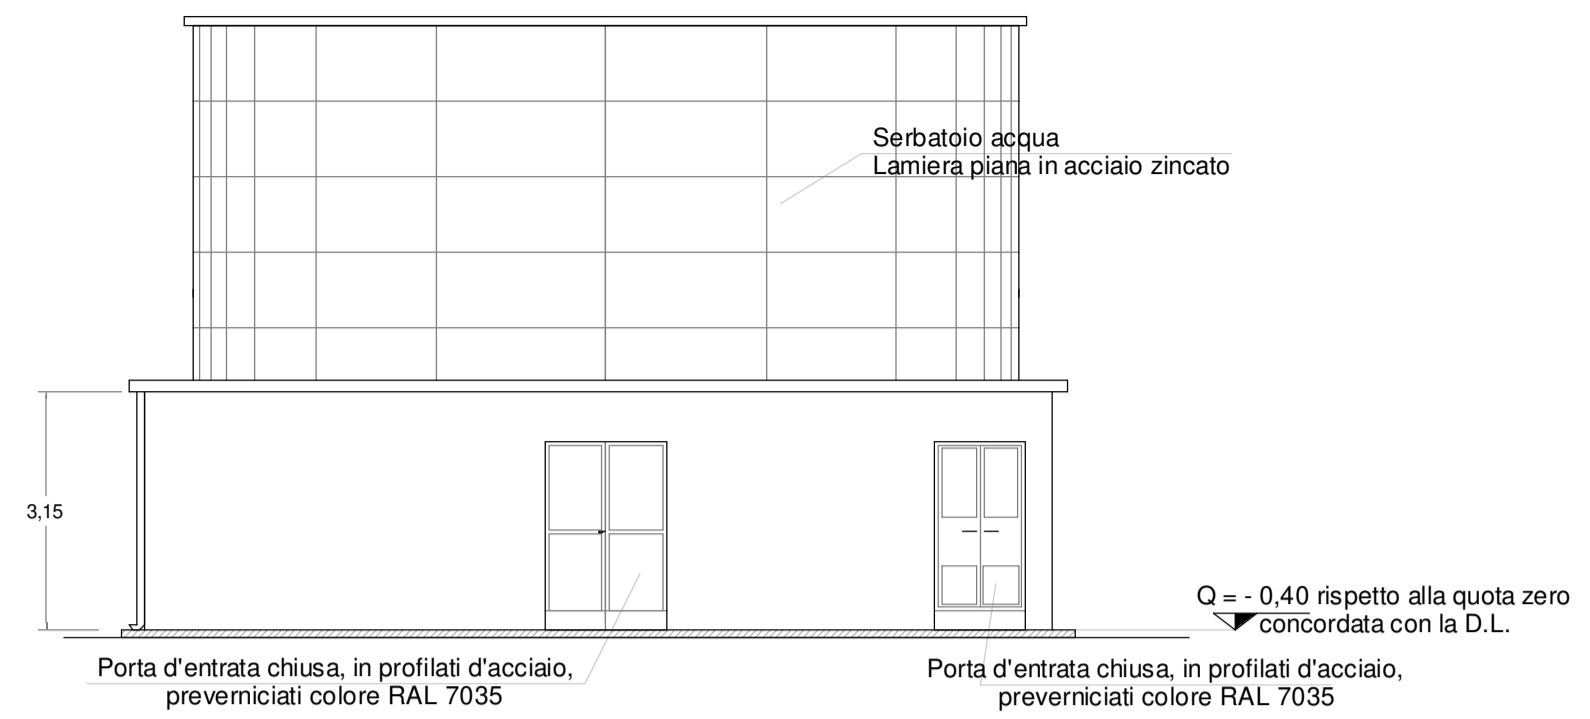 Serbatoio acqua
Lamiera piana in acciaio zincato
3,15
Q = - 0,40 rispetto alla quota zero
concordata con la D.L.
Porta d'entrata chiusa, in profilati d'acciaio,
preverniciati colore RAL 7035
Porta d'entrata chiusa, in profilati d'acciaio,
preverniciati colore RAL 7035